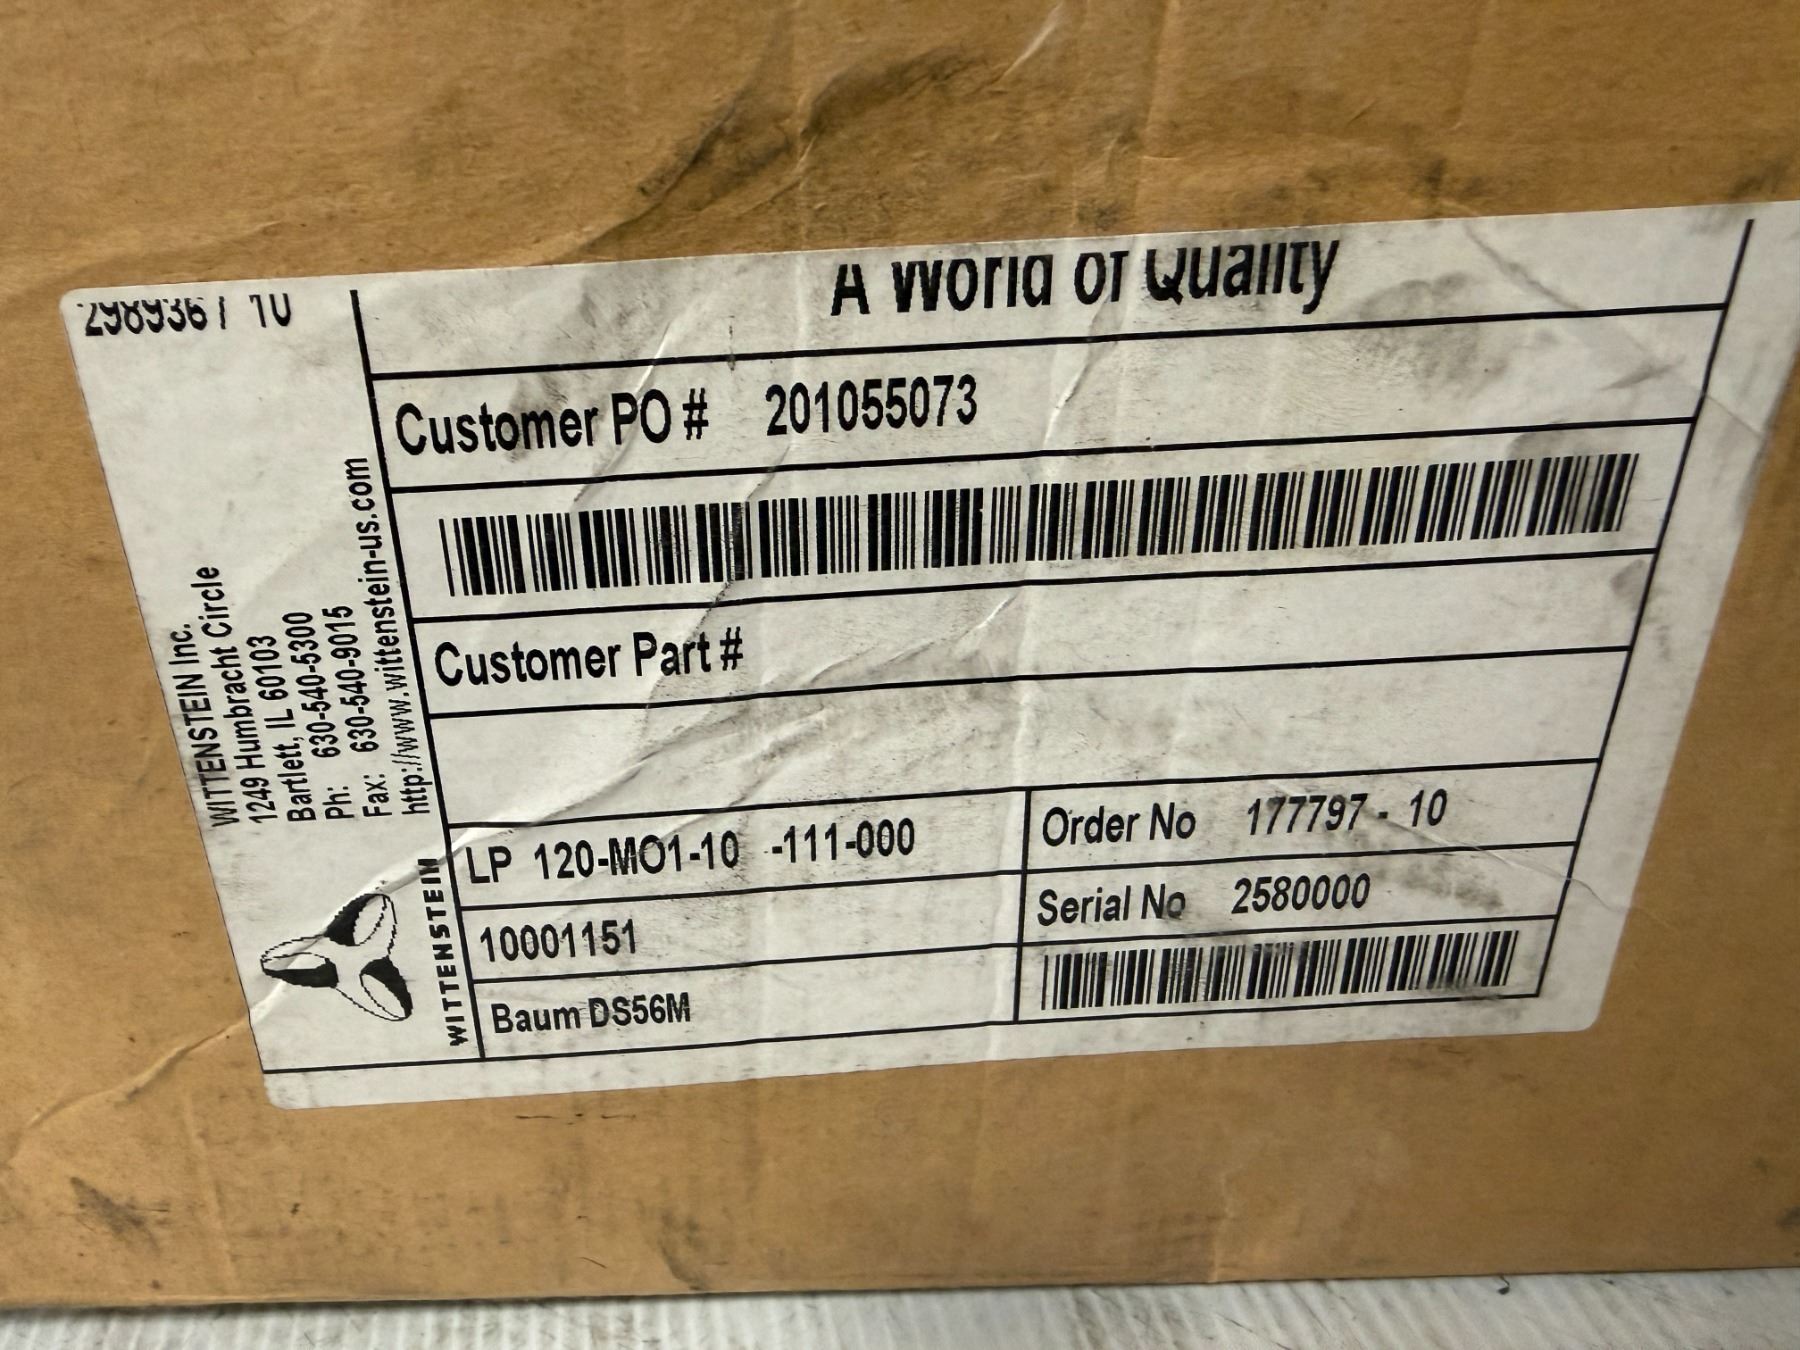 A World of Quality
2989367 10
Customer PO # 201055073
Customer Part #
LP 120-MO1-10 -111-000
Order No 177797 - 10
10001151
Serial No 2580000
Baum DS56M
WITTENSTEIN Inc.
1249 Humbracht Circle
Bartlett, IL 60103
Ph: 630-540-5300
Fax: 630-540-9015
http://www.wittenstein-us.com
WITTENSTEIN